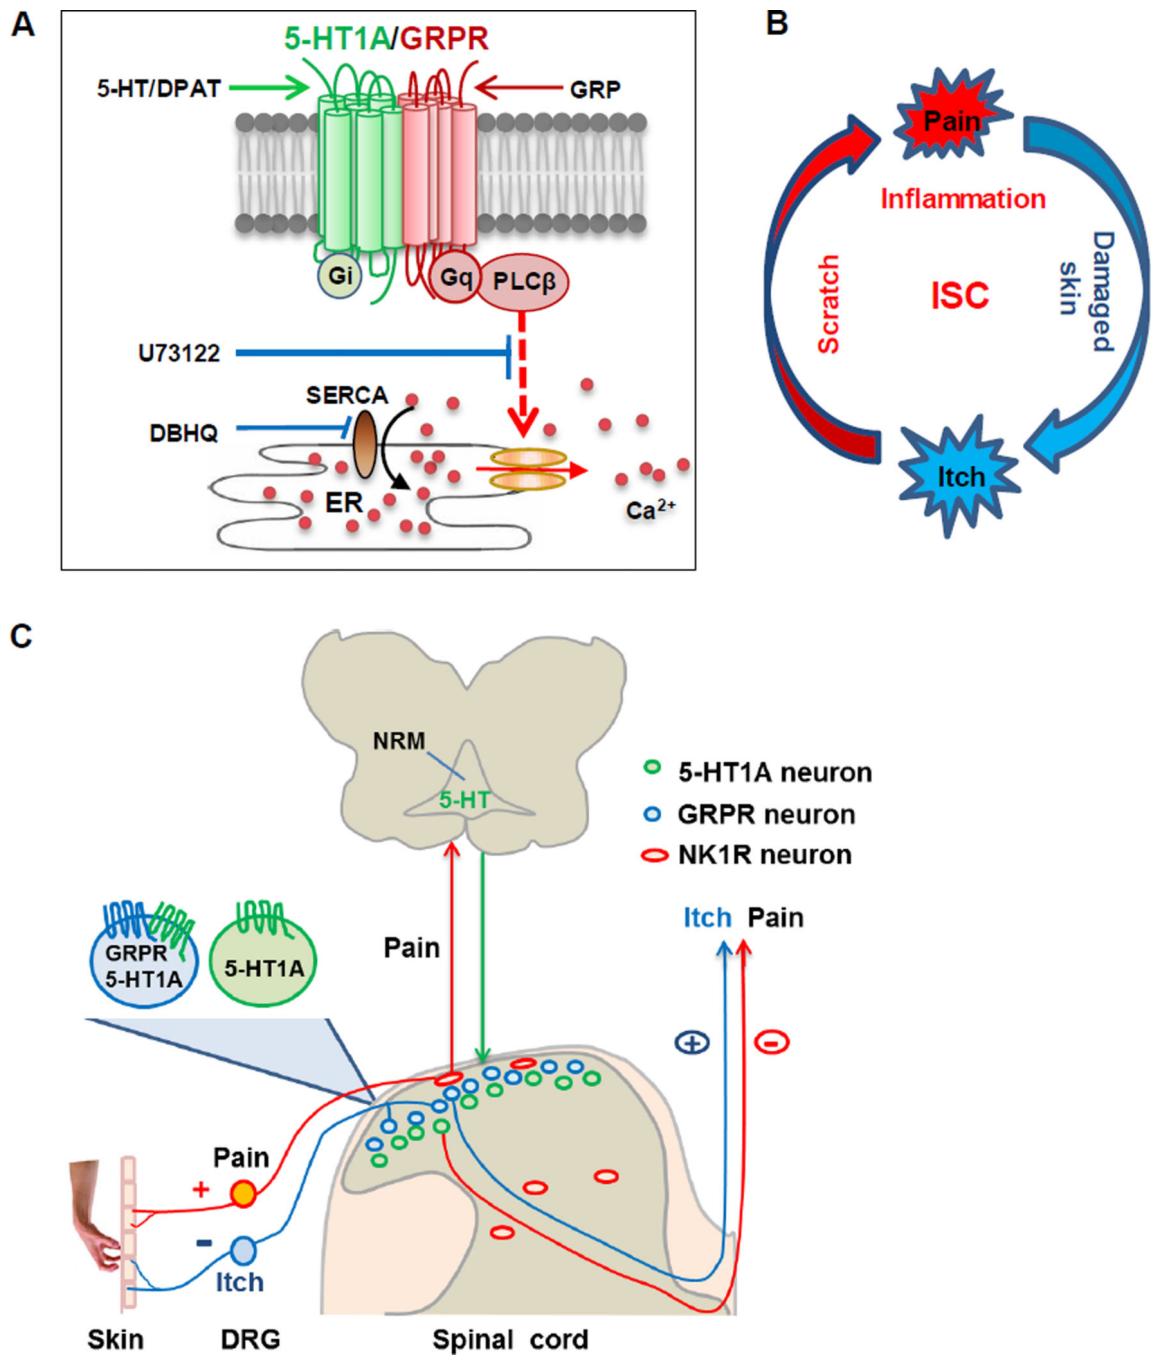 A
5-HT1A/GRPR
5-HT/DPAT
GRP
Gi
Gq
PLCβ
U73122
SERCA
DBHQ
ER
Ca2+
B
Pain
Inflammation
Scratch
ISC
Damaged
skin
Itch
C
NRM
5-HT
5-HT1A neuron
GRPR neuron
NK1R neuron
Itch Pain
Pain
GRPR
5-HT1A
5-HT1A
+
-
Pain
+
-
Itch
Skin
DRG
Spinal cord